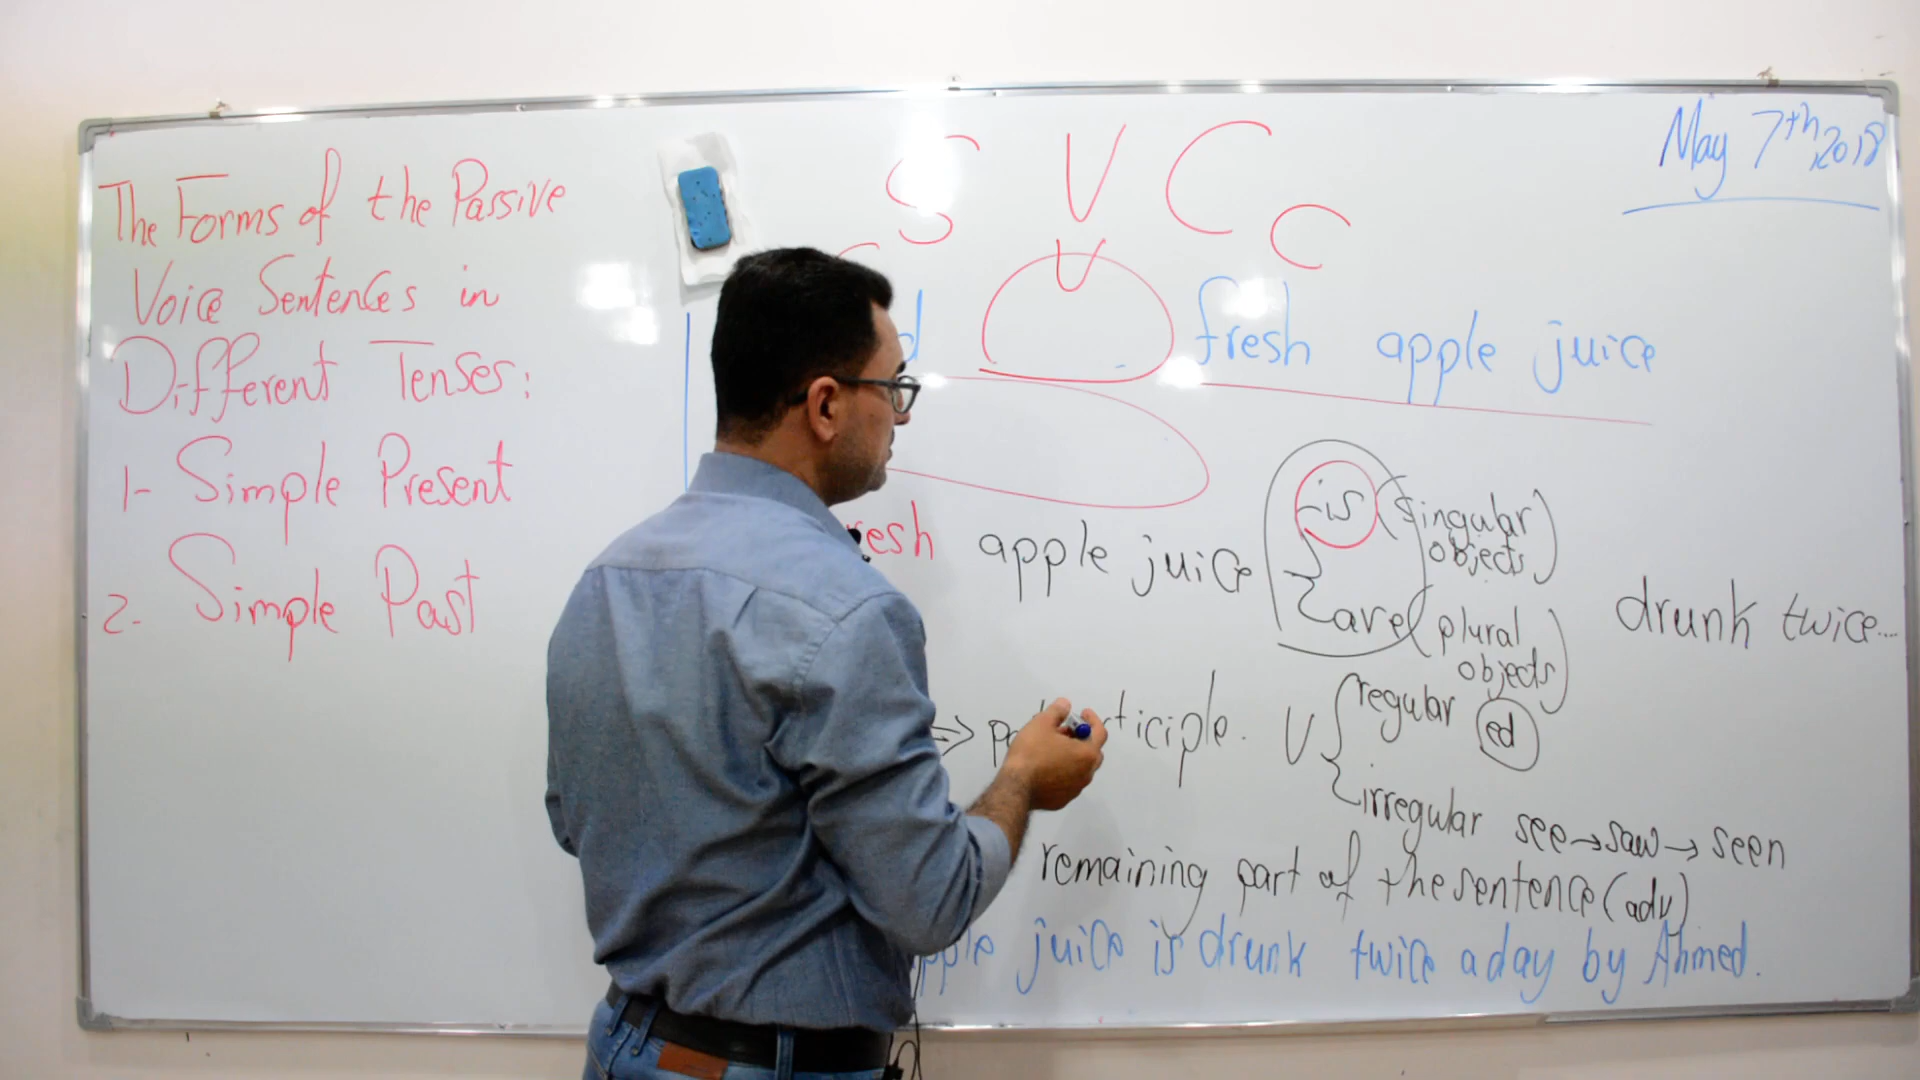 The Forms of the Passive
Voice Sentences in
Different Tenses:
1- Simple Present
2- Simple Past
May 7th, 2018
S V C C
V
fresh apple juice
apple juice
is (singular
objects)
are (plural
objects)
drunk twice...
=>
V
regular ed
irregular see → saw → seen
remaining part of the sentence (adv)
juice is drunk twice a day by Ahmed.